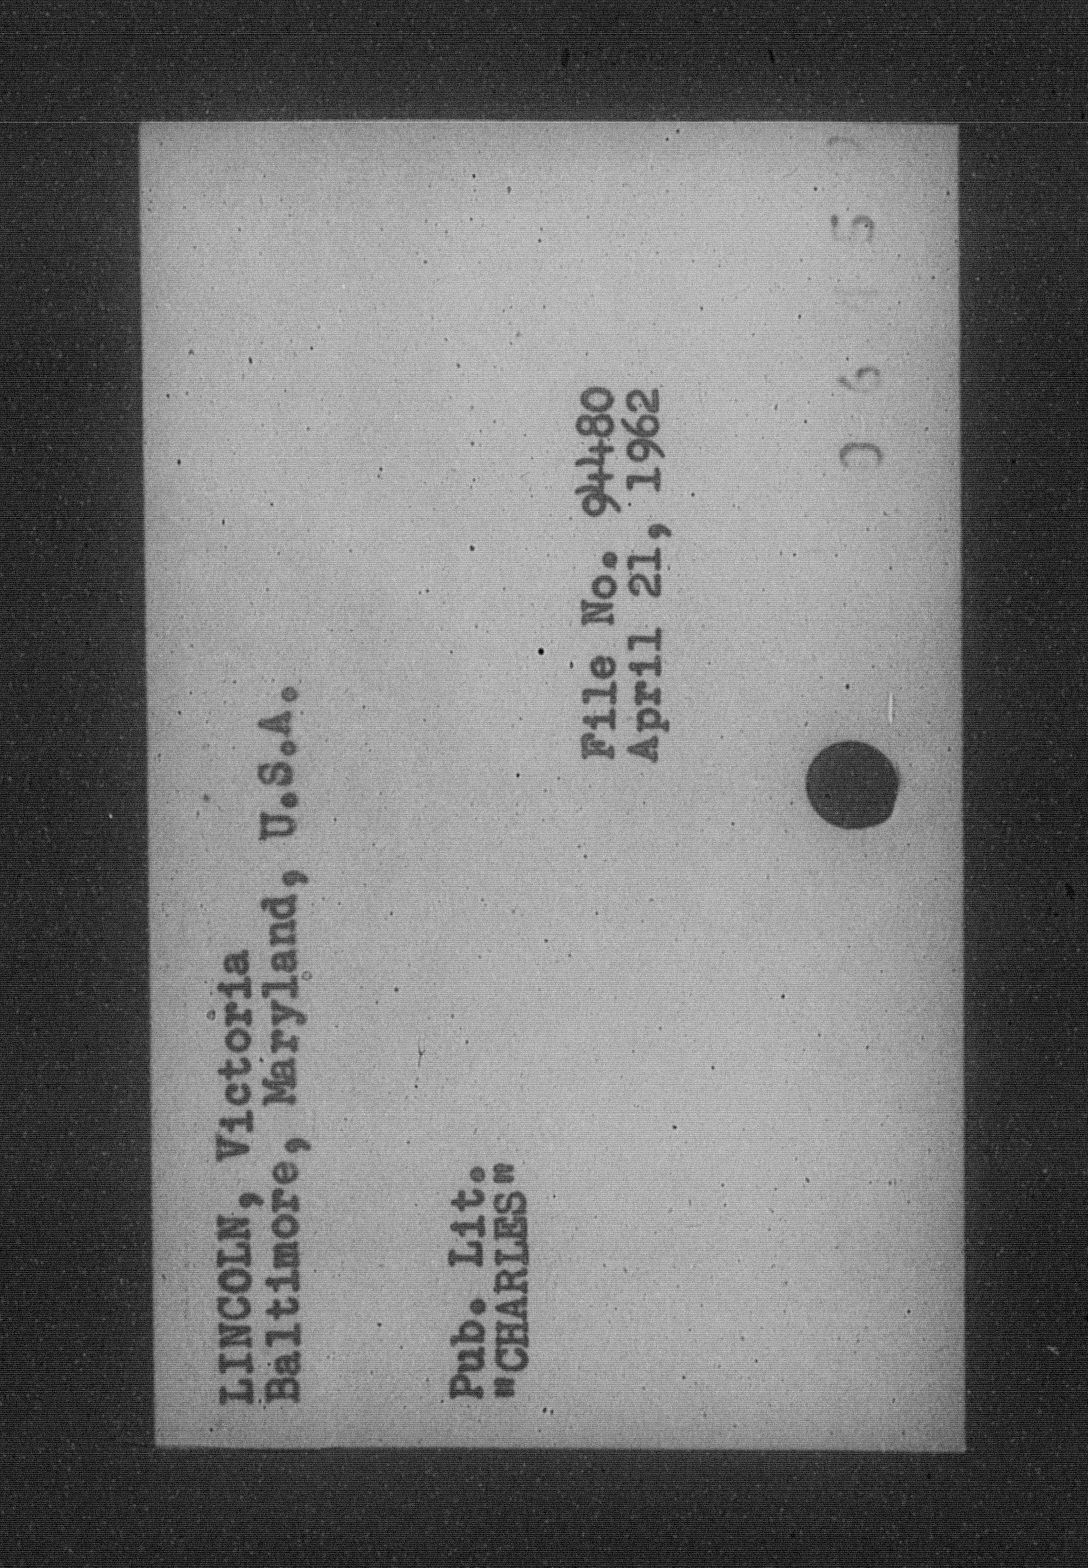 LINCOLN, Victoria
Baltimore, Maryland, U.S.A.
Pub. Lit.
"CHARLES"
File No. 94480
April 21, 1962